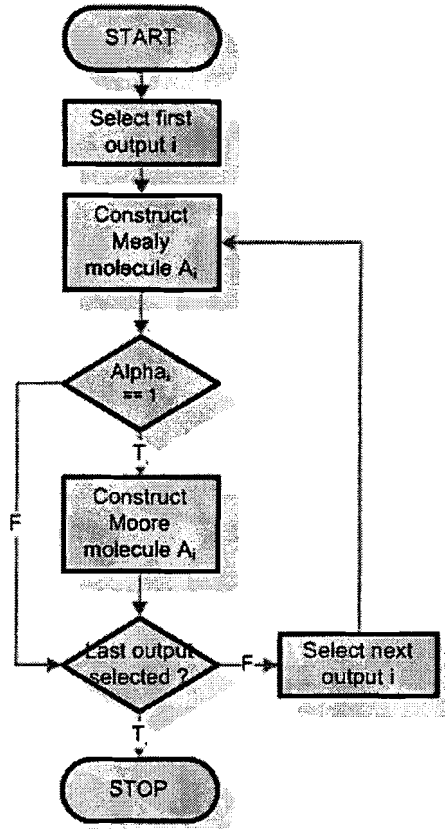 START
Select first
output i
Construct
Mealy
molecule Aᵢ
Alphaᵢ
== 1
T
Construct
Moore
molecule Aᵢ
F
Last output
selected ?
F
Select next
output i
T
STOP